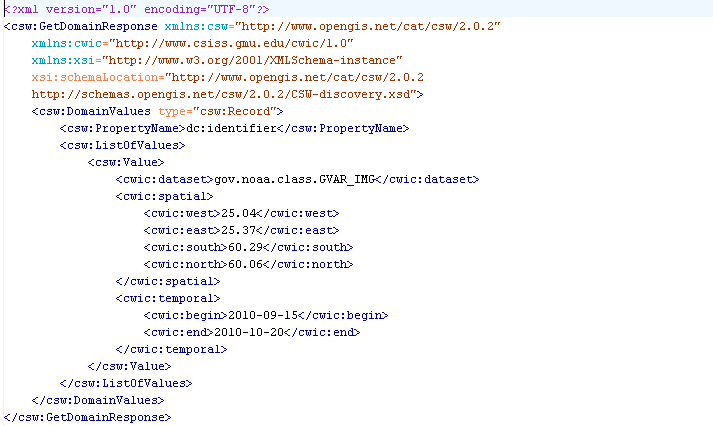 <?xml version="1.0" encoding="UTF-8"?>
<csw:GetDomainResponse xmlns:csw="http://www.opengis.net/cat/csw/2.0.2"
    xmlns:cwic="http://www.csiss.gmu.edu/cwic/1.0"
    xmlns:xsi="http://www.w3.org/2001/XMLSchema-instance"
    xsi:schemaLocation="http://www.opengis.net/cat/csw/2.0.2
    http://schemas.opengis.net/csw/2.0.2/CSW-discovery.xsd">
    <csw:DomainValues type="csw:Record">
        <csw:PropertyName>dc:identifier</csw:PropertyName>
        <csw:ListOfValues>
            <csw:Value>
                <cwic:dataset>gov.noaa.class.GVAR_IMG</cwic:dataset>
                <cwic:spatial>
                    <cwic:west>25.04</cwic:west>
                    <cwic:east>25.37</cwic:east>
                    <cwic:south>60.29</cwic:south>
                    <cwic:north>60.06</cwic:north>
                </cwic:spatial>
                <cwic:temporal>
                    <cwic:begin>2010-09-15</cwic:begin>
                    <cwic:end>2010-10-20</cwic:end>
                </cwic:temporal>
            </csw:Value>
        </csw:ListOfValues>
    </csw:DomainValues>
</csw:GetDomainResponse>